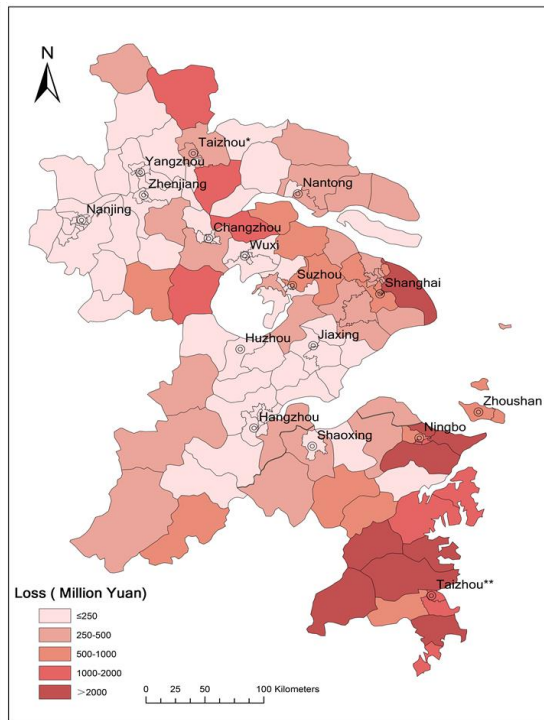 N
Taizhou*
Yangzhou
Zhenjiang
Nantong
Nanjing
Changzhou
Wuxi
Suzhou
Shanghai
Jiaxing
Huzhou
Zhoushan
Hangzhou
Ningbo
Shaoxing
Taizhou**
Loss ( Million Yuan)
≤250
250-500
500-1000
1000-2000
>2000
0 25 50 100 Kilometers